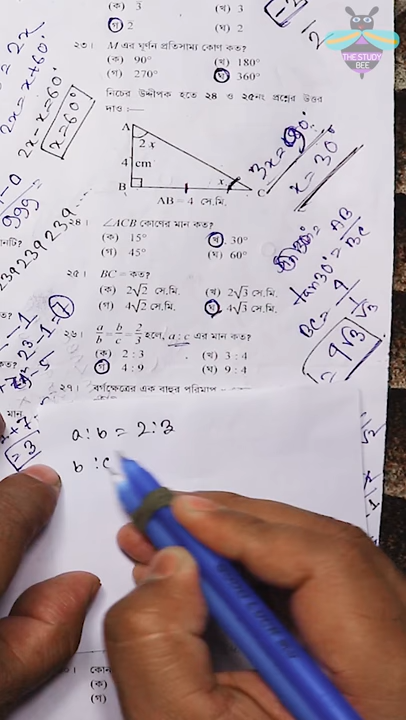 (ক) 3 (খ) 3
(গ) 2 (ঘ) 2
THE STUDY BEE
২৩। M এর ঘূর্ণন প্রতিসাম্য কোণ কত?
(ক) 90° (খ) 180°
(গ) 270° (ঘ) 360°
নিচের উদ্দীপক হতে ২৪ ও ২৫নং প্রশ্নের উত্তর
দাও :—
A
2x
4 cm
x
B
C
AB = 4 সে.মি.
3x = 90°
x = 30°
2x = x+60°
2x-x=60°
x=60°
২৪। ∠ACB কোণের মান কত?
(ক) 15° (খ) 30°
(গ) 45° (ঘ) 60°
২৫। BC = কত?
(ক) 2√2 সে.মি. (খ) 2√3 সে.মি.
(গ) 4√2 সে.মি. (ঘ) 4√3 সে.মি.
tan30° = AB/BC
= 4√3
২৬। a/b = b/c = 2/3 হলে, a : c এর মান কত?
(ক) 2 : 3 (খ) 3 : 4
(গ) 4 : 9 (ঘ) 9 : 4
২৭। বর্গক্ষেত্রের এক বাহুর পরিমাপ
a : b = 2 : 3
b : c
= 3
(ক)
(গ)